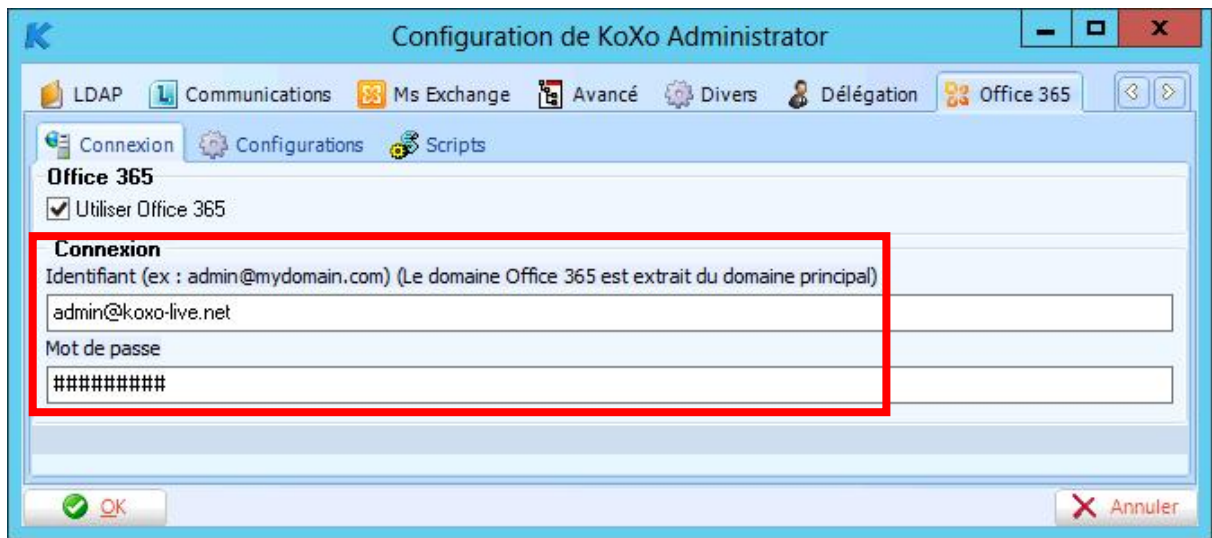 Configuration de KoXo Administrator
LDAP Communications Ms Exchange Avancé Divers Délégation Office 365
Connexion Configurations Scripts
Office 365
Utiliser Office 365
Connexion
Identifiant (ex : admin@mydomain.com) (Le domaine Office 365 est extrait du domaine principal)
admin@koxo-live.net
Mot de passe
#########
OK Annuler